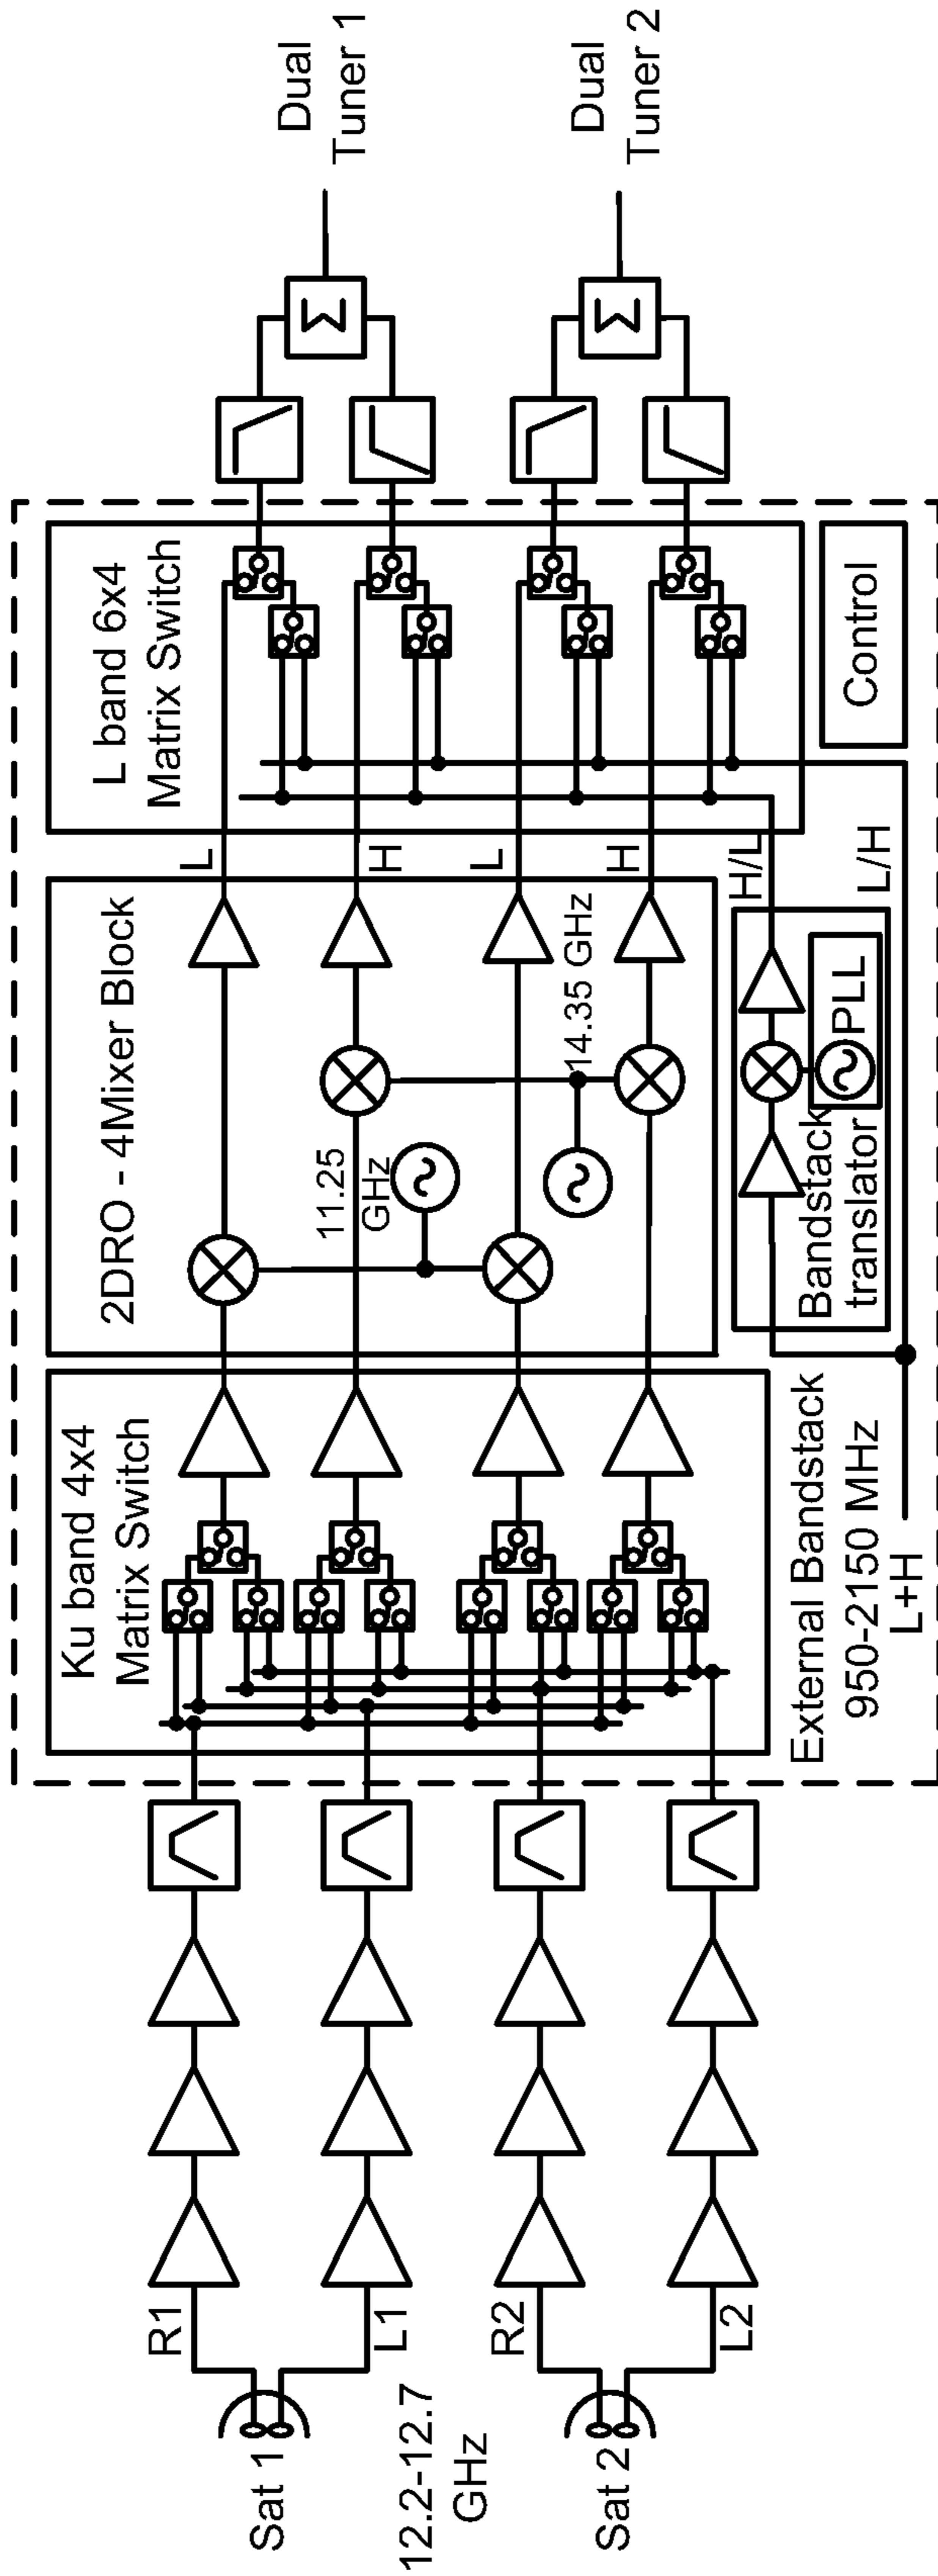 Sat 1
R1
L1
12.2-12.7
GHz
Sat 2
R2
L2
Ku band 4x4
Matrix Switch
External Bandstack
950-2150 MHz
L+H
2DRO - 4Mixer Block
11.25
GHz
14.35 GHz
Bandstack
translator
PLL
L
H
L
H
H/L
L/H
L band 6x4
Matrix Switch
Control
Σ
Dual
Tuner 1
Σ
Dual
Tuner 2